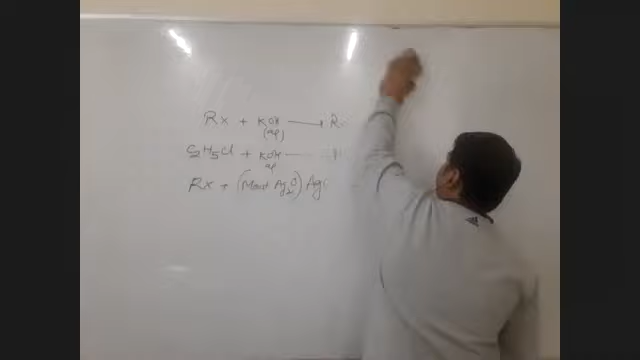 Rx + KOH (aq) ⟶ R
C2H5Cl + KOH aq
Rx + (Moist Ag2O) Ag